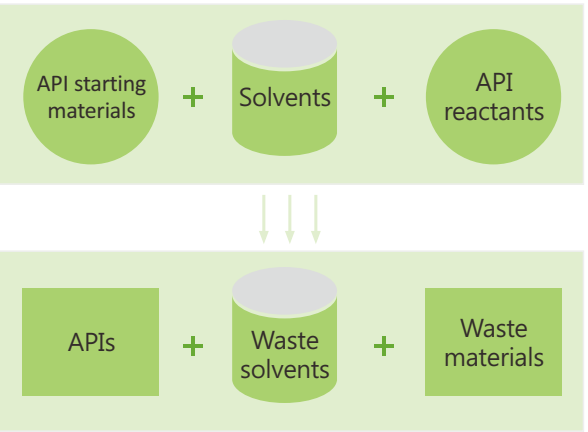 API starting
materials
+
Solvents
+
API
reactants
APIs
+
Waste
solvents
+
Waste
materials